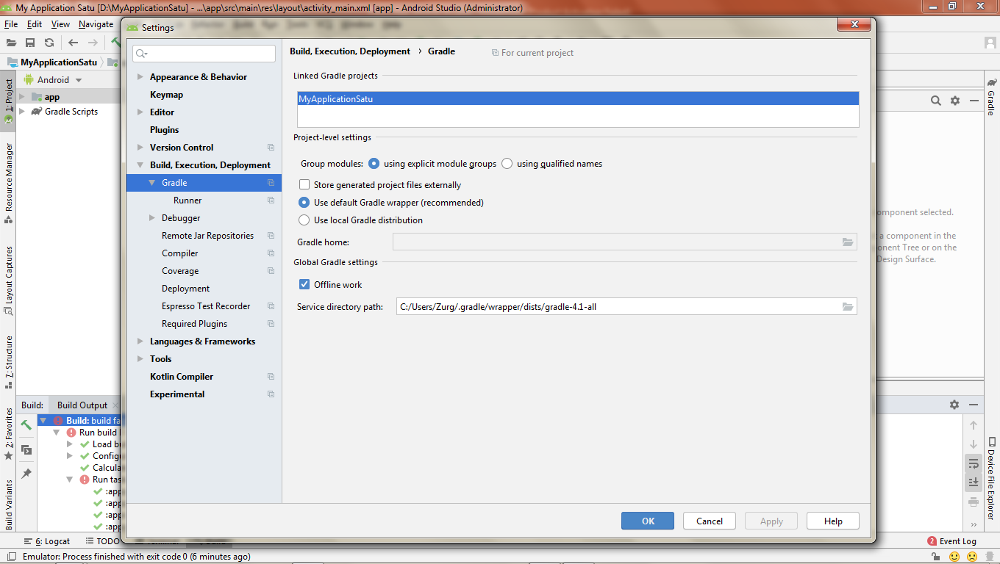 My Application Satu [D:\MyApplicationSatu] - ...\app\src\main\res\layout\activity_main.xml [app] - Android Studio (Administrator)
File Edit View Navigate
MyApplicationSatu
Android
app
Gradle Scripts
1: Project
Resource Manager
Layout Captures
Z: Structure
2: Favorites
Build Variants
Settings
Appearance & Behavior
Keymap
Editor
Plugins
Version Control
Build, Execution, Deployment
Gradle
Runner
Debugger
Remote Jar Repositories
Compiler
Coverage
Deployment
Espresso Test Recorder
Required Plugins
Languages & Frameworks
Tools
Kotlin Compiler
Experimental
Build, Execution, Deployment › Gradle For current project
Linked Gradle projects
MyApplicationSatu
Project-level settings
Group modules: using explicit module groups using qualified names
Store generated project files externally
Use default Gradle wrapper (recommended)
Use local Gradle distribution
Gradle home:
Global Gradle settings
Offline work
Service directory path: C:/Users/Zurg/.gradle/wrapper/dists/gradle-4.1-all
OK Cancel Apply Help
omponent selected.
t a component in the
onent Tree or on the
Design Surface.
Gradle
Device File Explorer
Build: Build Output
Build: build fa
Run build
Load bu
Config
Calcula
Run tas
:app
:app
:app
:app
6: Logcat TODO
2 Event Log
Emulator: Process finished with exit code 0 (6 minutes ago)